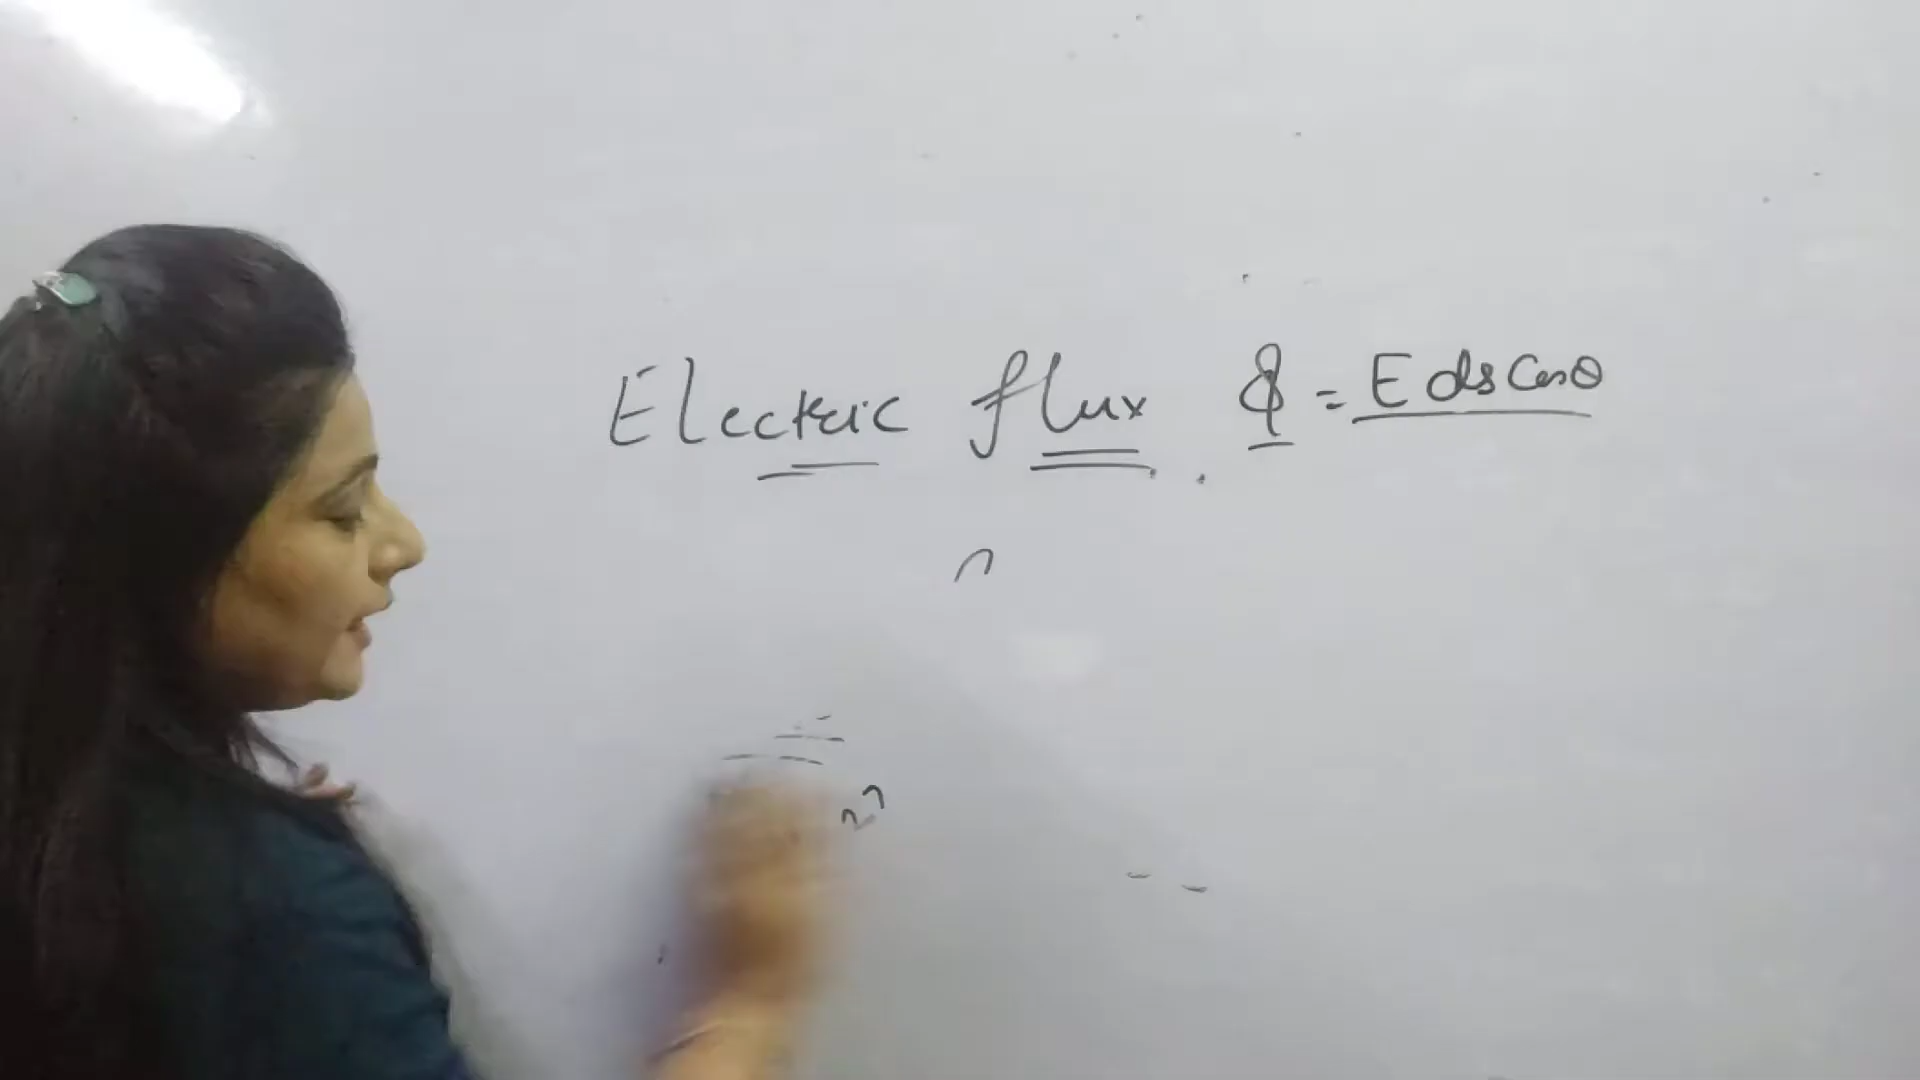 Electric flux φ = E ds Cosθ